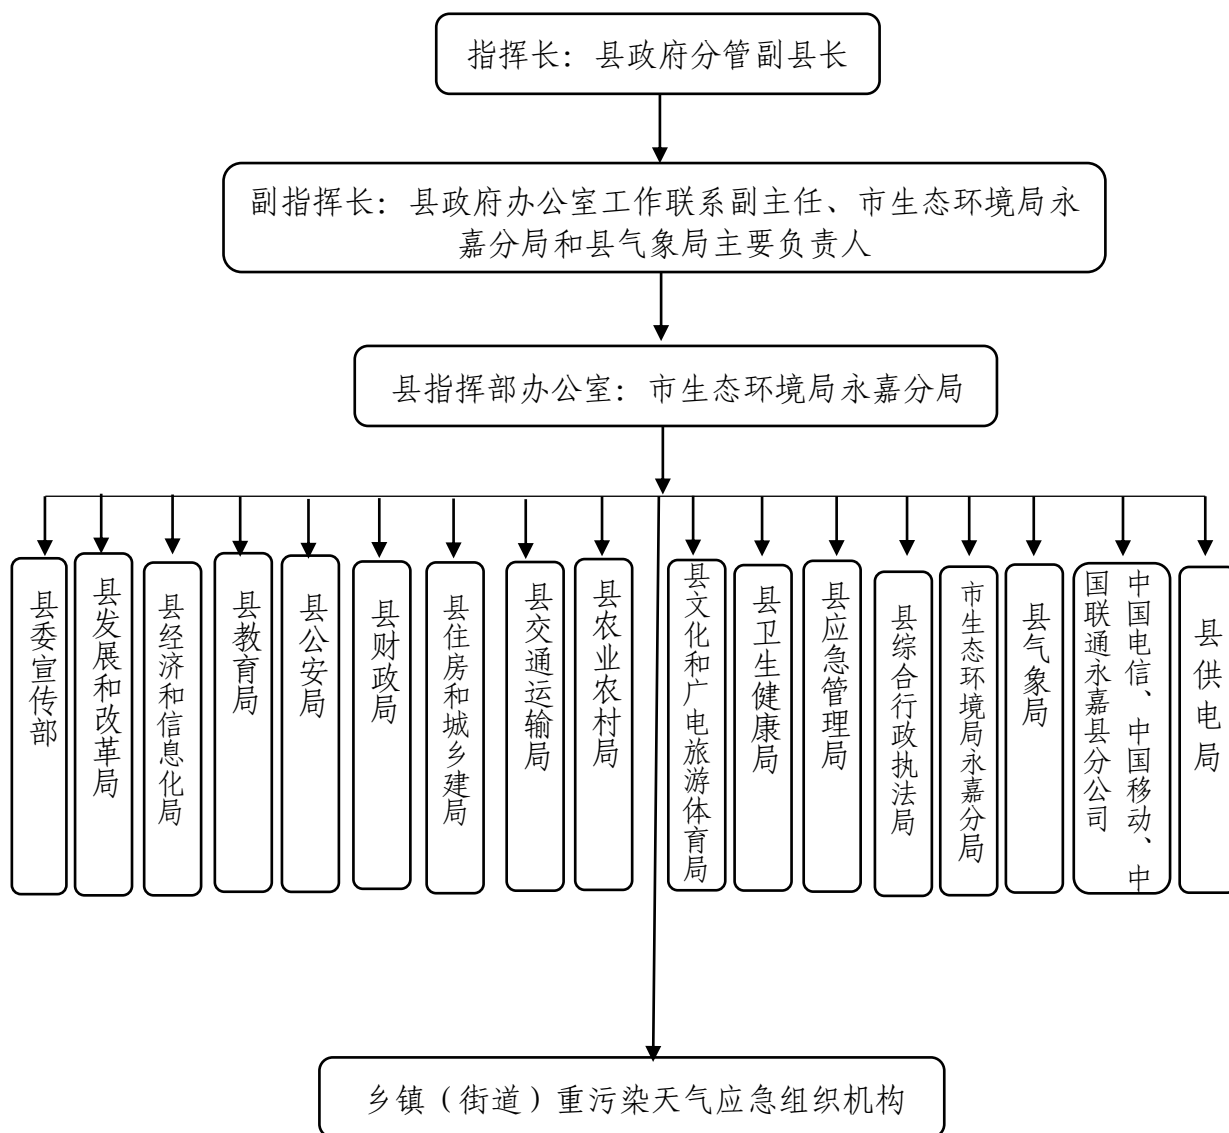 指挥长：县政府分管副县长
副指挥长：县政府办公室工作联系副主任、市生态环境局永
嘉分局和县气象局主要负责人
县指挥部办公室：市生态环境局永嘉分局
县委宣传部
县发展和改革局
县经济和信息化局
县教育局
县公安局
县财政局
县住房和城乡建局
县交通运输局
县农业农村局
县文化和广电旅游体育局
县卫生健康局
县应急管理局
县综合行政执法局
市生态环境局永嘉分局
县气象局
中国电信、中国移动、中
国联通永嘉县分公司
县供电局
乡镇（街道）重污染天气应急组织机构